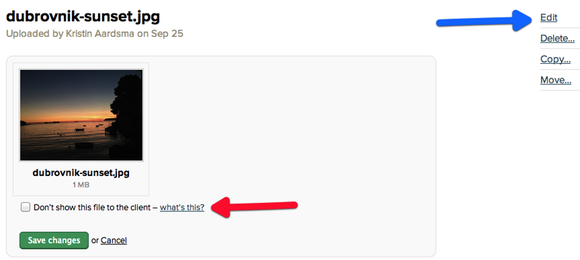 dubrovnik-sunset.jpg
Uploaded by Kristin Aardsma on Sep 25
Edit
Delete...
Copy...
Move...
dubrovnik-sunset.jpg
1 MB
Don't show this file to the client – what's this?
Save changes or Cancel